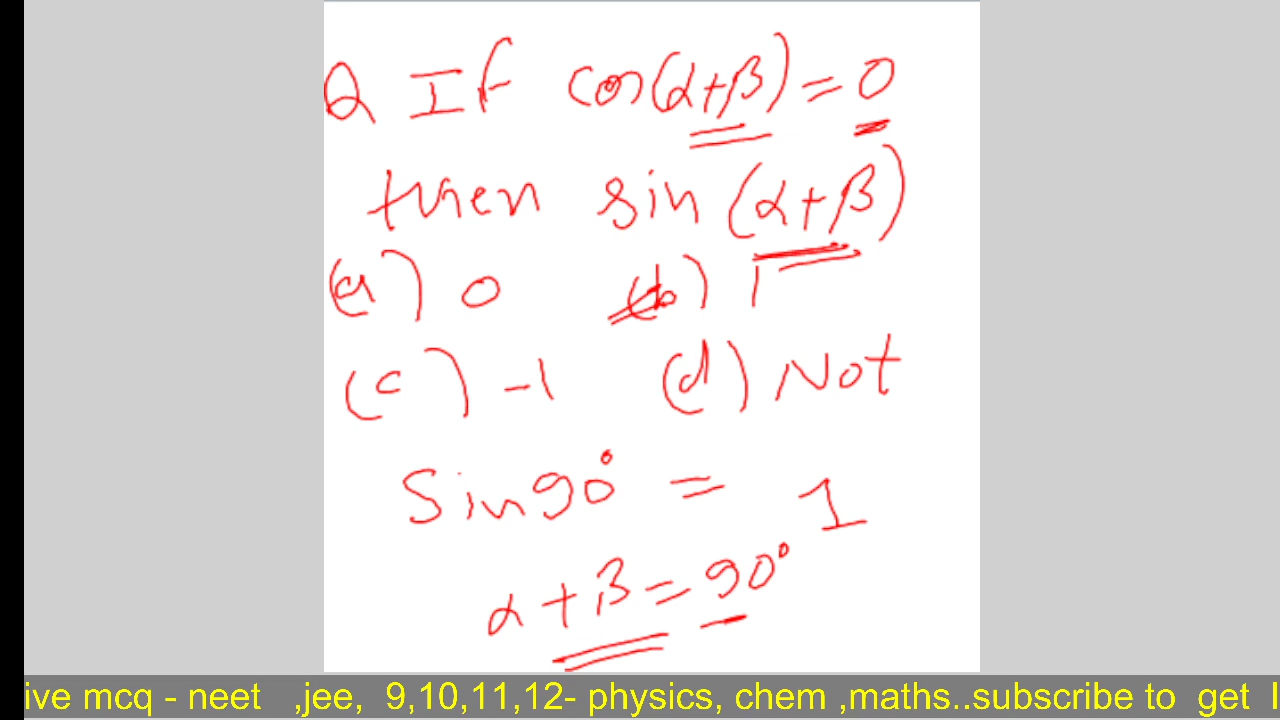 Q If cos(α+β)=0
then sin (α+β)
(a) 0 (b) 1
(c) -1 (d) Not
Sin90° = 1
α+β=90°
ive mcq - neet ,jee, 9,10,11,12- physics, chem ,maths..subscribe to get